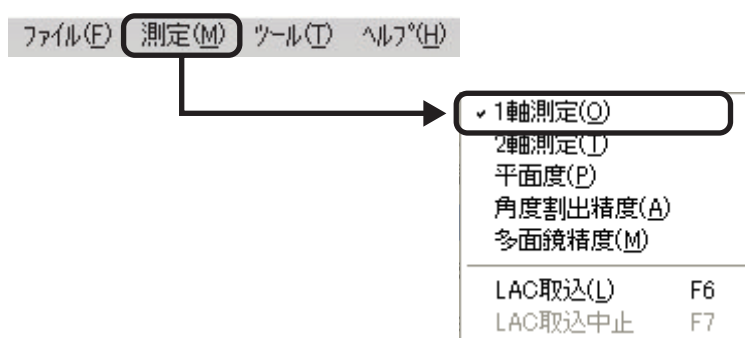 ﾌｧｲﾙ(F) 測定(M) ﾂｰﾙ(T) ﾍﾙﾌﾟ(H)
✓ 1軸測定(O)
2軸測定(T)
平面度(P)
角度割出精度(A)
多面鏡精度(M)
LAC取込(L) F6
LAC取込中止 F7